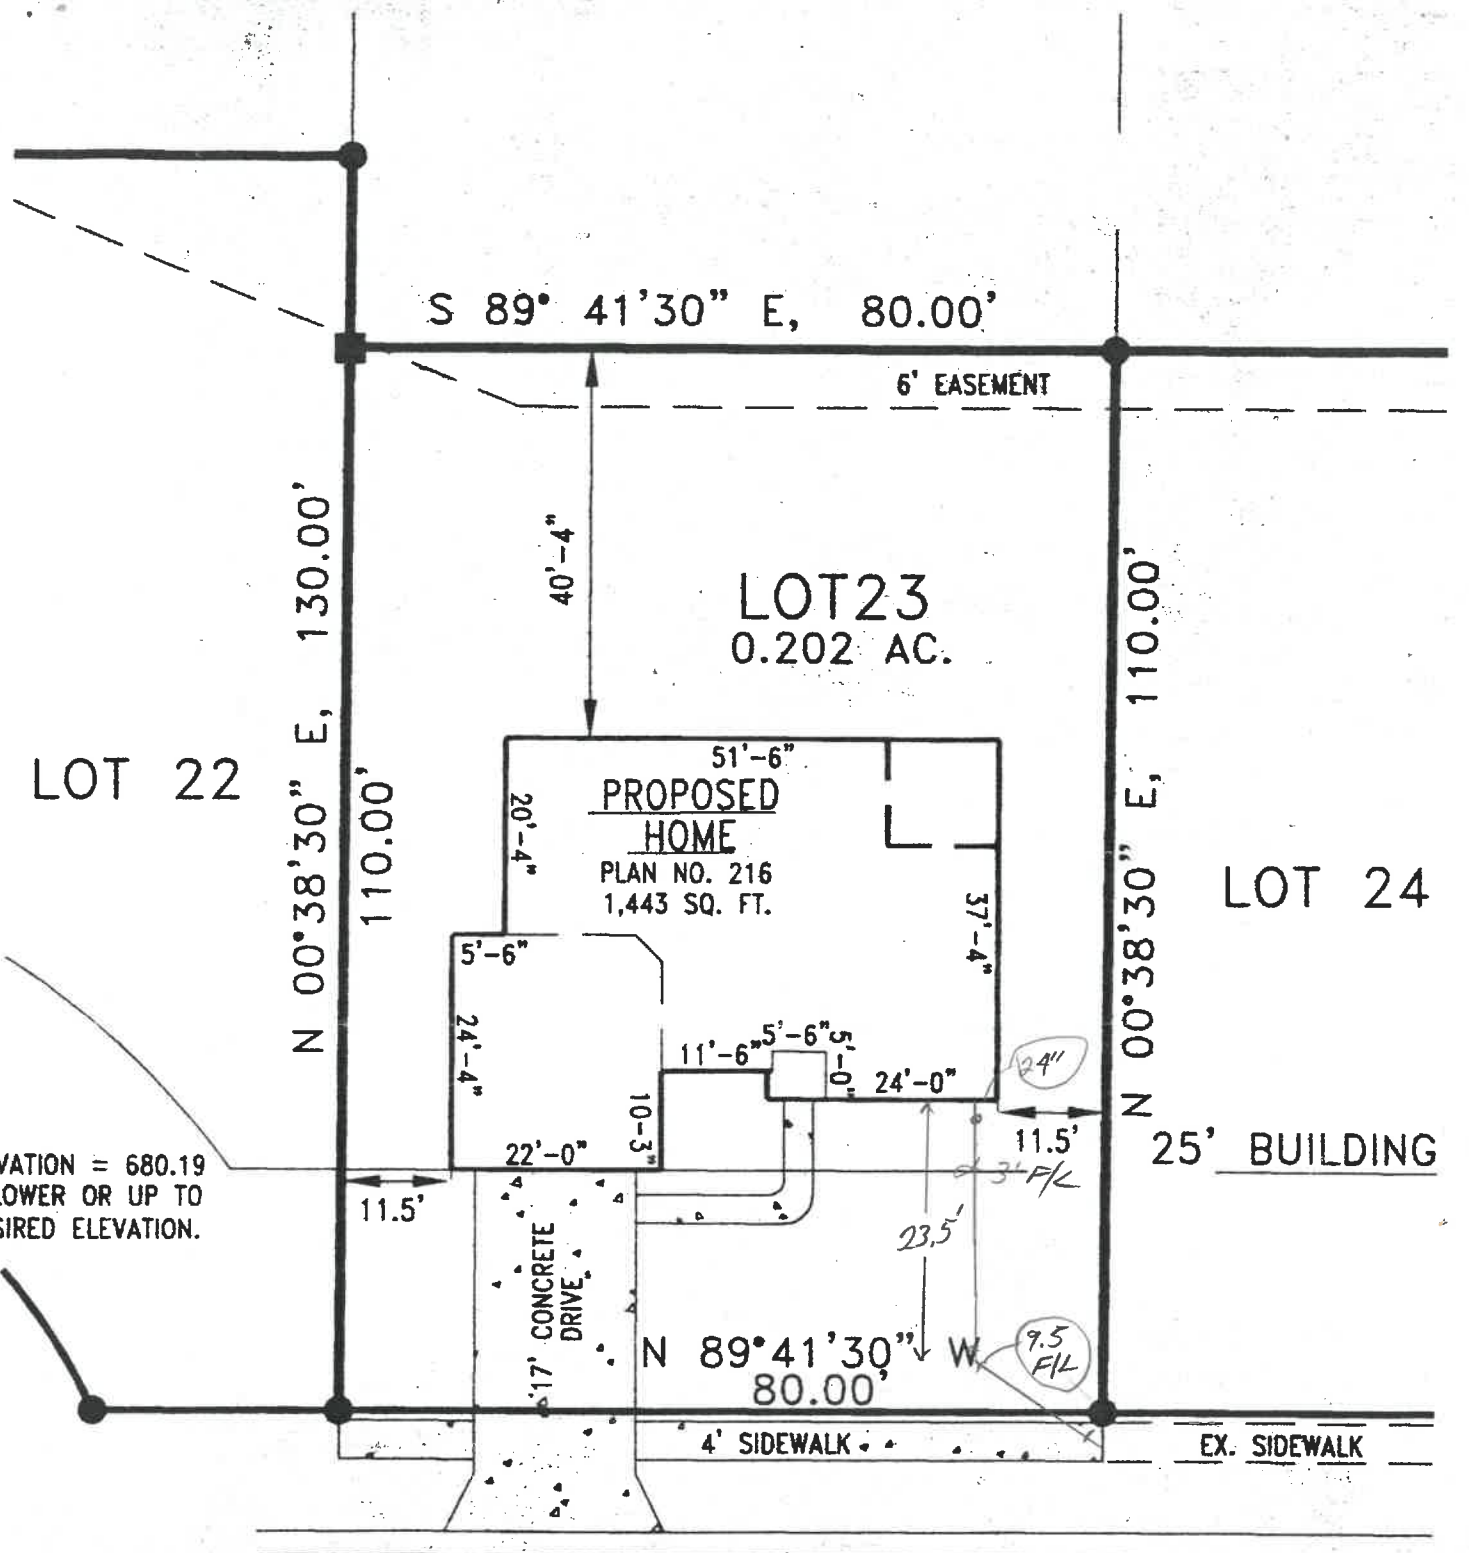 S 89° 41'30" E, 80.00'
6' EASEMENT
N 00°38'30" E, 130.00'
110.00'
40'-4"
LOT23
0.202 AC.
N 00°38'30" E, 110.00'
LOT 22
LOT 24
51'-6"
PROPOSED
HOME
PLAN NO. 216
1,443 SQ. FT.
20'-4"
37'-4"
5'-6"
24'-4"
11'-6"
5'-6"
5'-0"
24'-0"
24"
10-3"
22'-0"
11.5'
11.5'
25' BUILDING
3' F/L
VATION = 680.19
LOWER OR UP TO
SIRED ELEVATION.
23.5'
17' CONCRETE
DRIVE
N 89°41'30" W
80.00'
9.5
F/L
4' SIDEWALK
EX. SIDEWALK